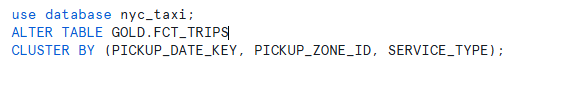 use database nyc_taxi;
ALTER TABLE GOLD.FCT_TRIPS
CLUSTER BY (PICKUP_DATE_KEY, PICKUP_ZONE_ID, SERVICE_TYPE);